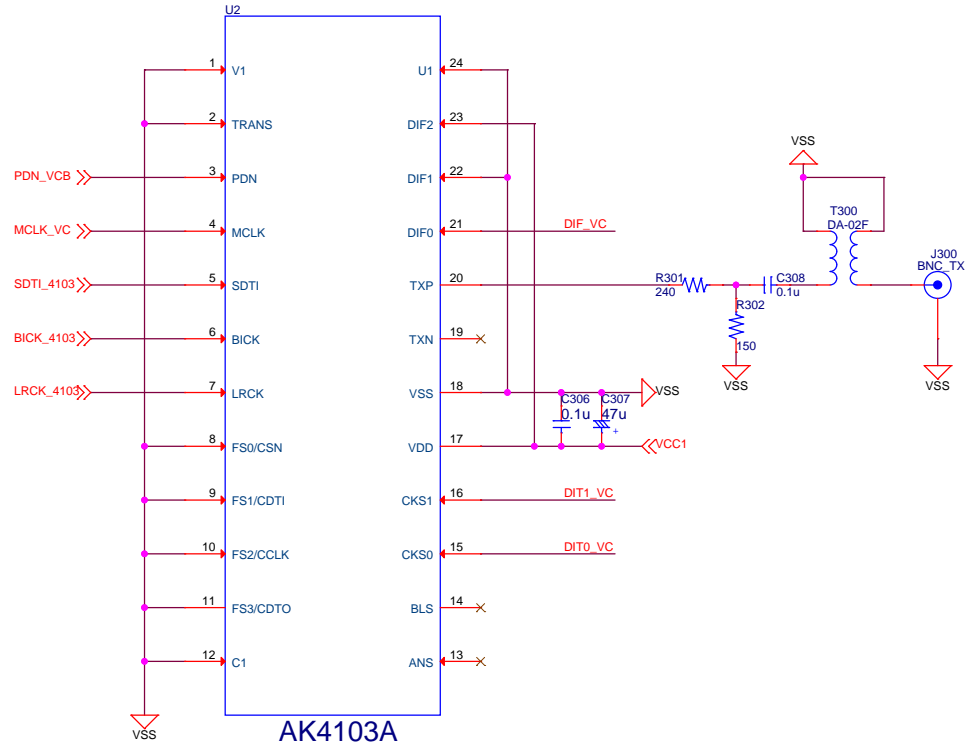 U2
1 V1 U1 24
2 TRANS DIF2 23
PDN_VCB 3 PDN DIF1 22
MCLK_VC 4 MCLK DIF0 21 DIF_VC
SDTI_4103 5 SDTI TXP 20
BICK_4103 6 BICK TXN 19
LRCK_4103 7 LRCK VSS 18 VSS
8 FS0/CSN VDD 17 VCC1
9 FS1/CDTI CKS1 16 DIT1_VC
10 FS2/CCLK CKS0 15 DIT0_VC
11 FS3/CDTO BLS 14
12 C1 ANS 13
VSS
AK4103A
C306
0.1u
C307
47u
+
R301
240
R302
150
VSS
C308
0.1u
VSS
T300
DA-02F
J300
BNC_TX
VSS